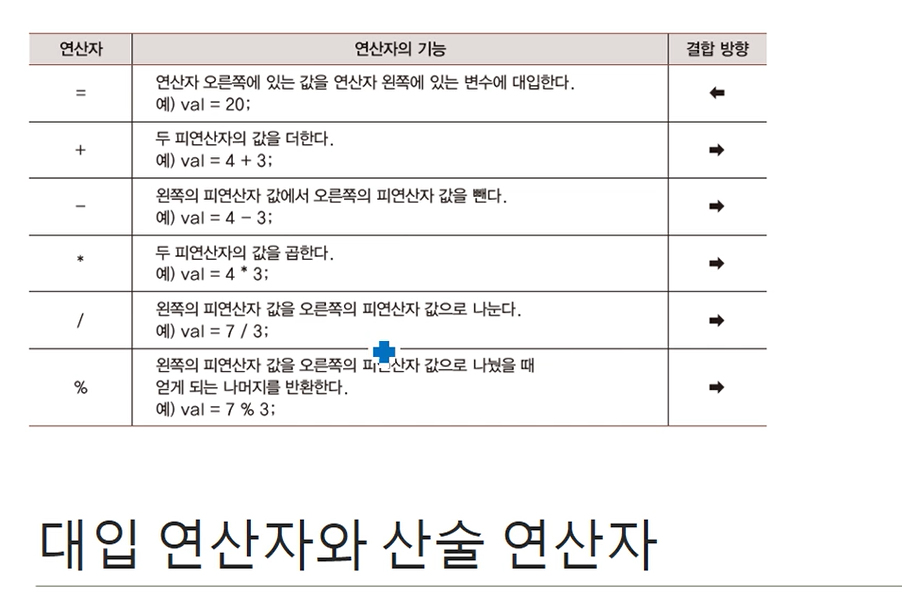 연산자 연산자의 기능 결합 방향
= 연산자 오른쪽에 있는 값을 연산자 왼쪽에 있는 변수에 대입한다. ⬅
예) val = 20;
+ 두 피연산자의 값을 더한다. ➡
예) val = 4 + 3;
− 왼쪽의 피연산자 값에서 오른쪽의 피연산자 값을 뺀다. ➡
예) val = 4 − 3;
* 두 피연산자의 값을 곱한다. ➡
예) val = 4 * 3;
/ 왼쪽의 피연산자 값을 오른쪽의 피연산자 값으로 나눈다. ➡
예) val = 7 / 3;
% 왼쪽의 피연산자 값을 오른쪽의 피연산자 값으로 나눴을 때 ➡
얻게 되는 나머지를 반환한다.
예) val = 7 % 3;
대입 연산자와 산술 연산자